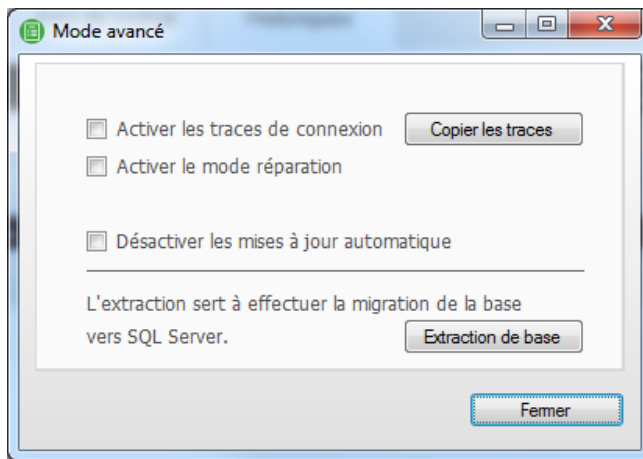 Historiques
Mode avancé
Activer les traces de connexion
Copier les traces
Activer le mode réparation
Désactiver les mises à jour automatique
L'extraction sert à effectuer la migration de la base
vers SQL Server.
Extraction de base
Fermer